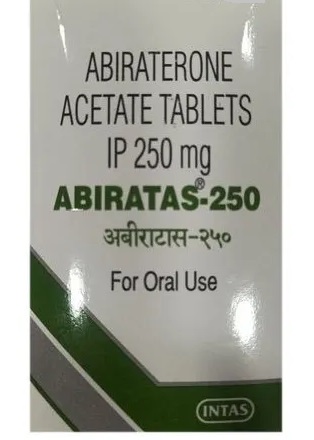 ABIRATERONE
ACETATE TABLETS
IP 250 mg
ABIRATAS®-250
अबीराटास-२५०
For Oral Use
INTAS